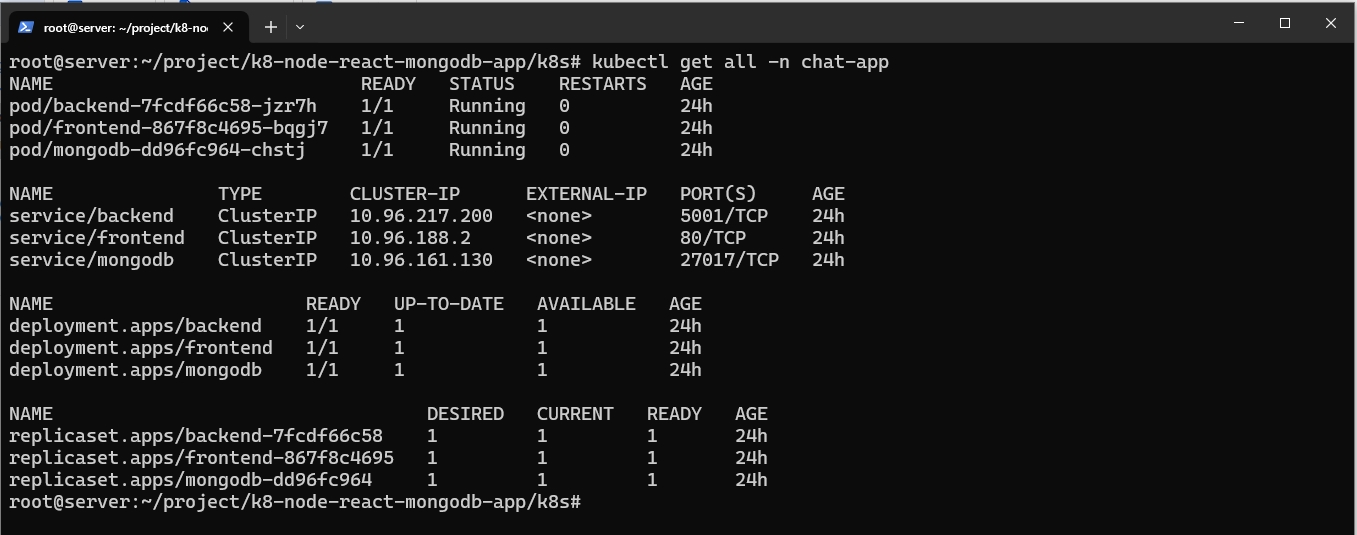 root@server: ~/project/k8-no
root@server:~/project/k8-node-react-mongodb-app/k8s# kubectl get all -n chat-app
NAME                            READY   STATUS    RESTARTS   AGE
pod/backend-7fcdf66c58-jzr7h    1/1     Running   0          24h
pod/frontend-867f8c4695-bqgj7   1/1     Running   0          24h
pod/mongodb-dd96fc964-chstj     1/1     Running   0          24h
NAME               TYPE        CLUSTER-IP      EXTERNAL-IP   PORT(S)     AGE
service/backend    ClusterIP   10.96.217.200   <none>        5001/TCP    24h
service/frontend   ClusterIP   10.96.188.2     <none>        80/TCP      24h
service/mongodb    ClusterIP   10.96.161.130   <none>        27017/TCP   24h
NAME                       READY   UP-TO-DATE   AVAILABLE   AGE
deployment.apps/backend    1/1     1            1           24h
deployment.apps/frontend   1/1     1            1           24h
deployment.apps/mongodb    1/1     1            1           24h
NAME                                  DESIRED   CURRENT   READY   AGE
replicaset.apps/backend-7fcdf66c58    1         1         1       24h
replicaset.apps/frontend-867f8c4695   1         1         1       24h
replicaset.apps/mongodb-dd96fc964     1         1         1       24h
root@server:~/project/k8-node-react-mongodb-app/k8s#